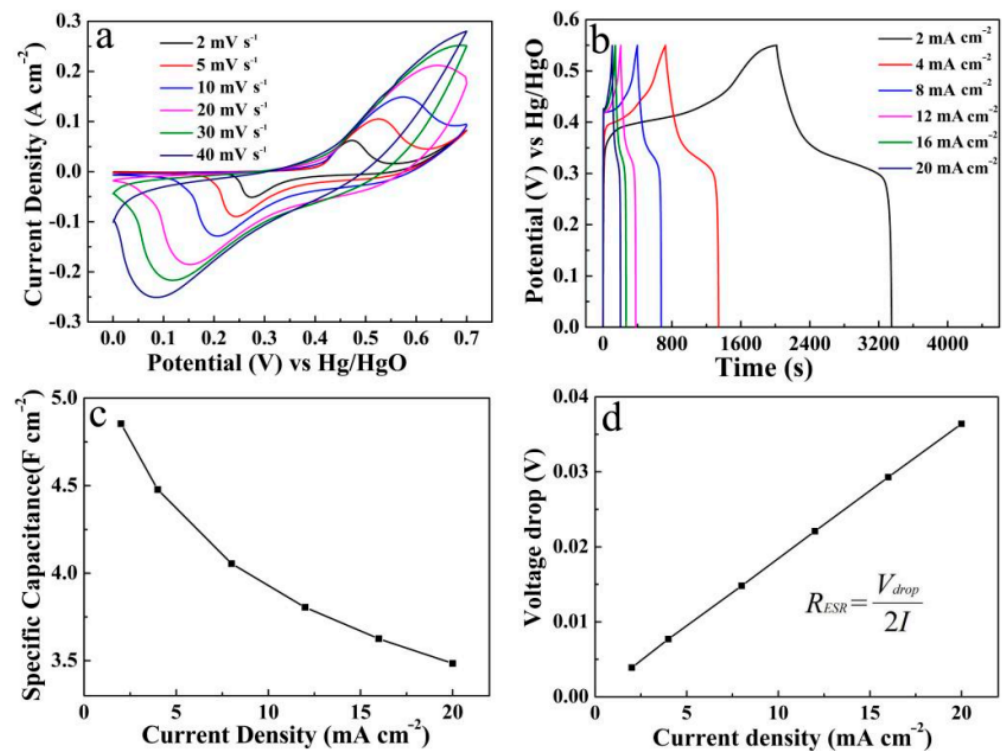 a
2 mV s⁻¹
5 mV s⁻¹
10 mV s⁻¹
20 mV s⁻¹
30 mV s⁻¹
40 mV s⁻¹
Current Density (A cm⁻²)
0.3
0.2
0.1
0.0
-0.1
-0.2
-0.3
0.0 0.1 0.2 0.3 0.4 0.5 0.6 0.7
Potential (V) vs Hg/HgO
b
2 mA cm⁻²
4 mA cm⁻²
8 mA cm⁻²
12 mA cm⁻²
16 mA cm⁻²
20 mA cm⁻²
Potential (V) vs Hg/HgO
0.6
0.5
0.4
0.3
0.2
0.1
0.0
0 800 1600 2400 3200 4000
Time (s)
c
Specific Capacitance(F cm⁻²)
5.0
4.5
4.0
3.5
0 5 10 15 20
Current Density (mA cm⁻²)
d
Voltage drop (V)
0.04
0.03
0.02
0.01
0.00
R_ESR = V_drop / 2I
0 5 10 15 20
Current density (mA cm⁻²)